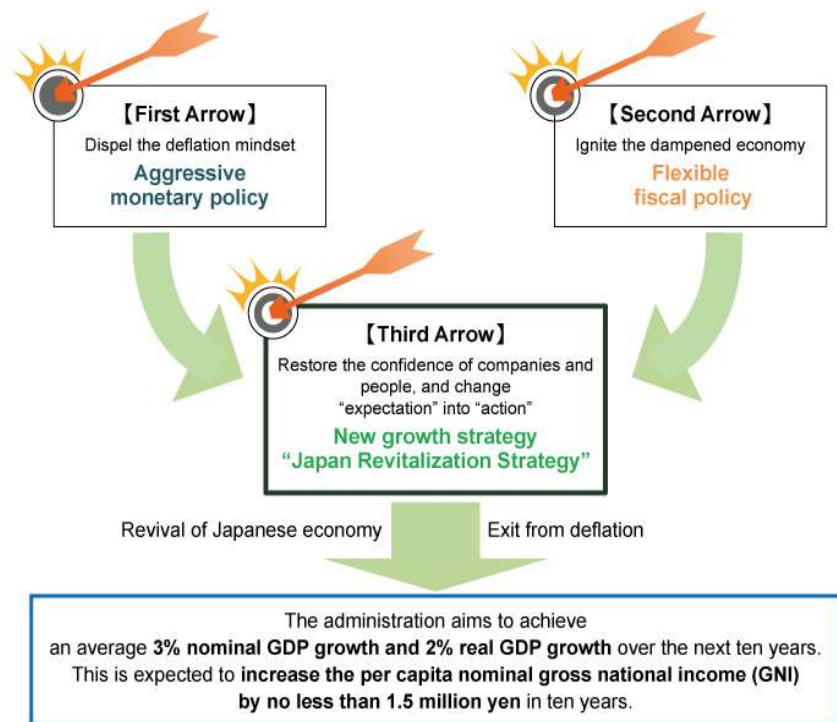 【First Arrow】
Dispel the deflation mindset
Aggressive
monetary policy
【Second Arrow】
Ignite the dampened economy
Flexible
fiscal policy
【Third Arrow】
Restore the confidence of companies and
people, and change
“expectation” into “action”
New growth strategy
“Japan Revitalization Strategy”
Revival of Japanese economy
Exit from deflation
The administration aims to achieve
an average 3% nominal GDP growth and 2% real GDP growth over the next ten years.
This is expected to increase the per capita nominal gross national income (GNI)
by no less than 1.5 million yen in ten years.